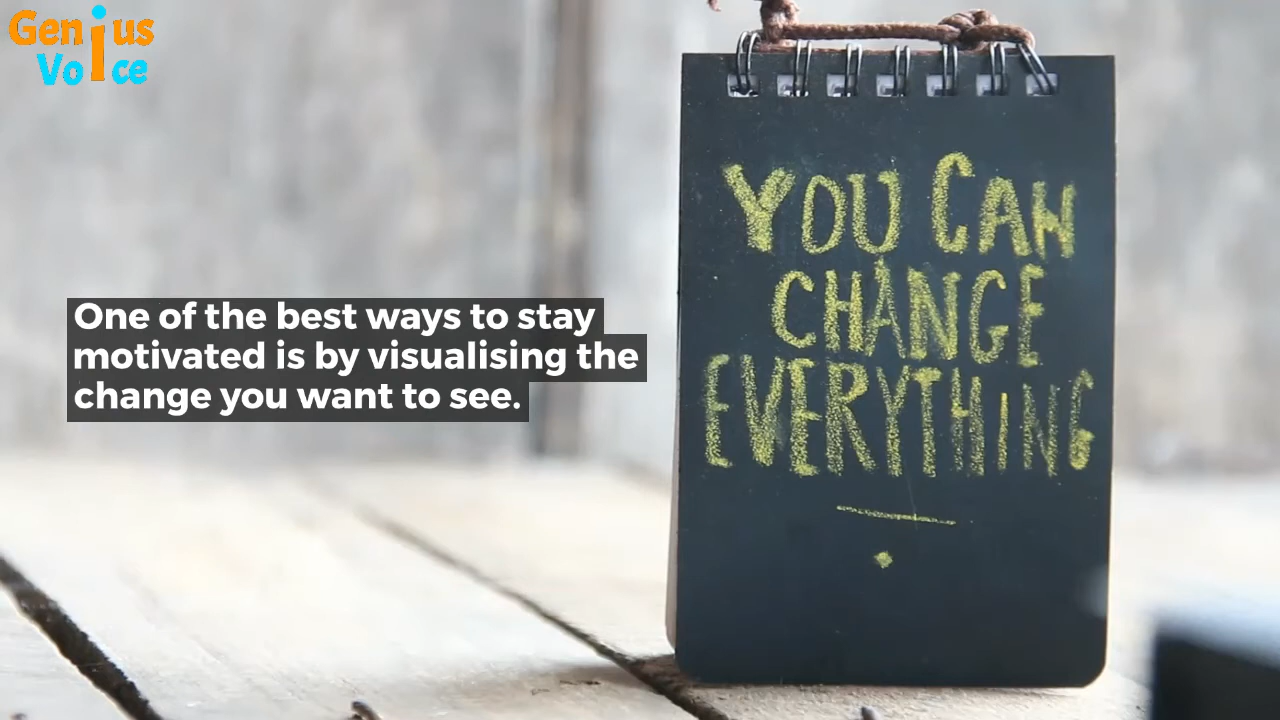 Genius
Voice
One of the best ways to stay
motivated is by visualising the
change you want to see.
YOU CAN
CHANGE
EVERYTHING